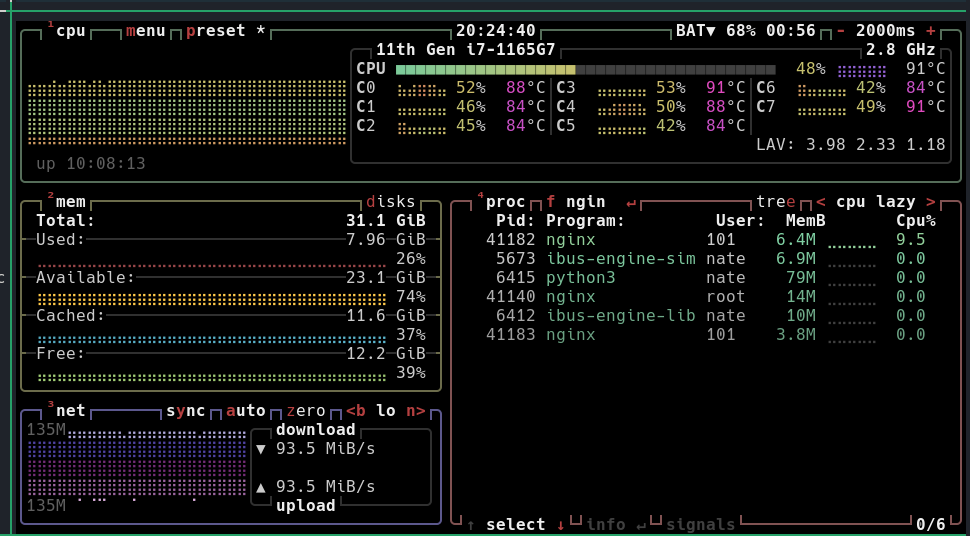 ¹cpu menu preset * 20:24:40 BAT▼ 68% 00:56 - 2000ms +
11th Gen i7-1165G7 2.8 GHz
CPU 48% 91°C
C0 52% 88°C C3 53% 91°C C6 42% 84°C
C1 46% 84°C C4 50% 88°C C7 49% 91°C
C2 45% 84°C C5 42% 84°C
LAV: 3.98 2.33 1.18
up 10:08:13
²mem disks
Total: 31.1 GiB
Used: 7.96 GiB
26%
Available: 23.1 GiB
74%
Cached: 11.6 GiB
37%
Free: 12.2 GiB
39%
³net sync auto zero <b lo n>
135M
download
▼ 93.5 MiB/s
▲ 93.5 MiB/s
135M
upload
⁴proc f ngin ↵ tree < cpu lazy >
Pid: Program: User: MemB Cpu%
41182 nginx 101 6.4M 9.5
5673 ibus-engine-sim nate 6.9M 0.0
6415 python3 nate 79M 0.0
41140 nginx root 14M 0.0
6412 ibus-engine-lib nate 10M 0.0
41183 nginx 101 3.8M 0.0
↑ select ↓ info ↵ signals 0/6
c